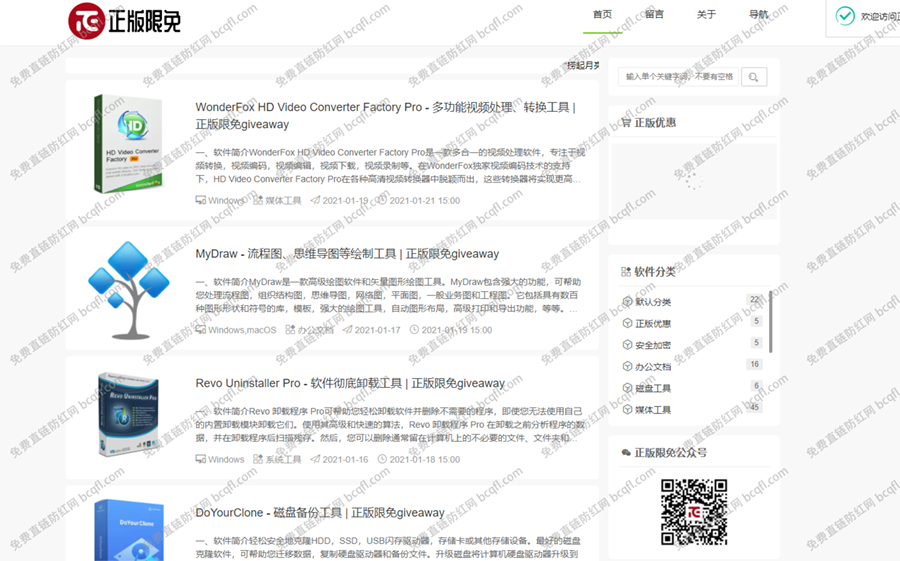 正版限免
首页 留言 关于 导航
欢迎访问正
捞起月亮
输入单个关键字词，不要有空格
WonderFox HD Video Converter Factory Pro - 多功能视频处理、转换工具 |
正版限免giveaway
一、软件简介WonderFox HD Video Converter Factory Pro是一款多合一的视频处理软件，专注于视
频转换，视频编码，视频编辑，视频下载，视频录制等。在WonderFox独家视频编码技术的支持
下，HD Video Converter Factory Pro在各种高清视频转换器中脱颖而出，这些转换器将实现更高…
Windows 媒体工具 2021-01-19 2021-01-21 15:00
HD Video Converter
Factory Pro
正版优惠
MyDraw - 流程图、思维导图等绘制工具 | 正版限免giveaway
一、软件简介MyDraw是一款高级绘图软件和矢量图形绘图工具。MyDraw包含强大的功能，可帮助
您处理流程图，组织结构图，思维导图，网络图，平面图，一般业务图和工程图。它包括具有数百
种图形形状和符号的库，模板，强大的绘图工具，自动图形布局，高级打印和导出功能，等等。…
Windows,macOS 办公文档 2021-01-17 2021-01-19 15:00
软件分类
默认分类 22
正版优惠 5
安全加密 5
办公文档 16
磁盘工具 6
媒体工具 45
Revo Uninstaller Pro - 软件彻底卸载工具 | 正版限免giveaway
一、软件简介Revo 卸载程序 Pro可帮助您轻松卸载软件并删除不需要的程序，即使您无法使用自己
的内置卸载模块卸载它们。使用其高级和快速的算法，Revo 卸载程序 Pro 在卸载之前分析程序的数
据，并在卸载程序后扫描残存。然后，您可以删除通常留在计算机上的不必要的文件、文件夹和…
Windows 系统工具 2021-01-16 2021-01-18 15:00
REVO UNINSTALLER PRO
正版限免公众号
DoYourClone - 磁盘备份工具 | 正版限免giveaway
一、软件简介轻松安全地克隆HDD，SSD，USB闪存驱动器，存储卡或其他存储设备。最好的磁盘
克隆软件，可帮助您迁移数据，复制硬盘驱动器和备份文件。升级磁盘将计算机硬盘驱动器升级到
DoYourClone
免费直链防红网 bcqfl.com